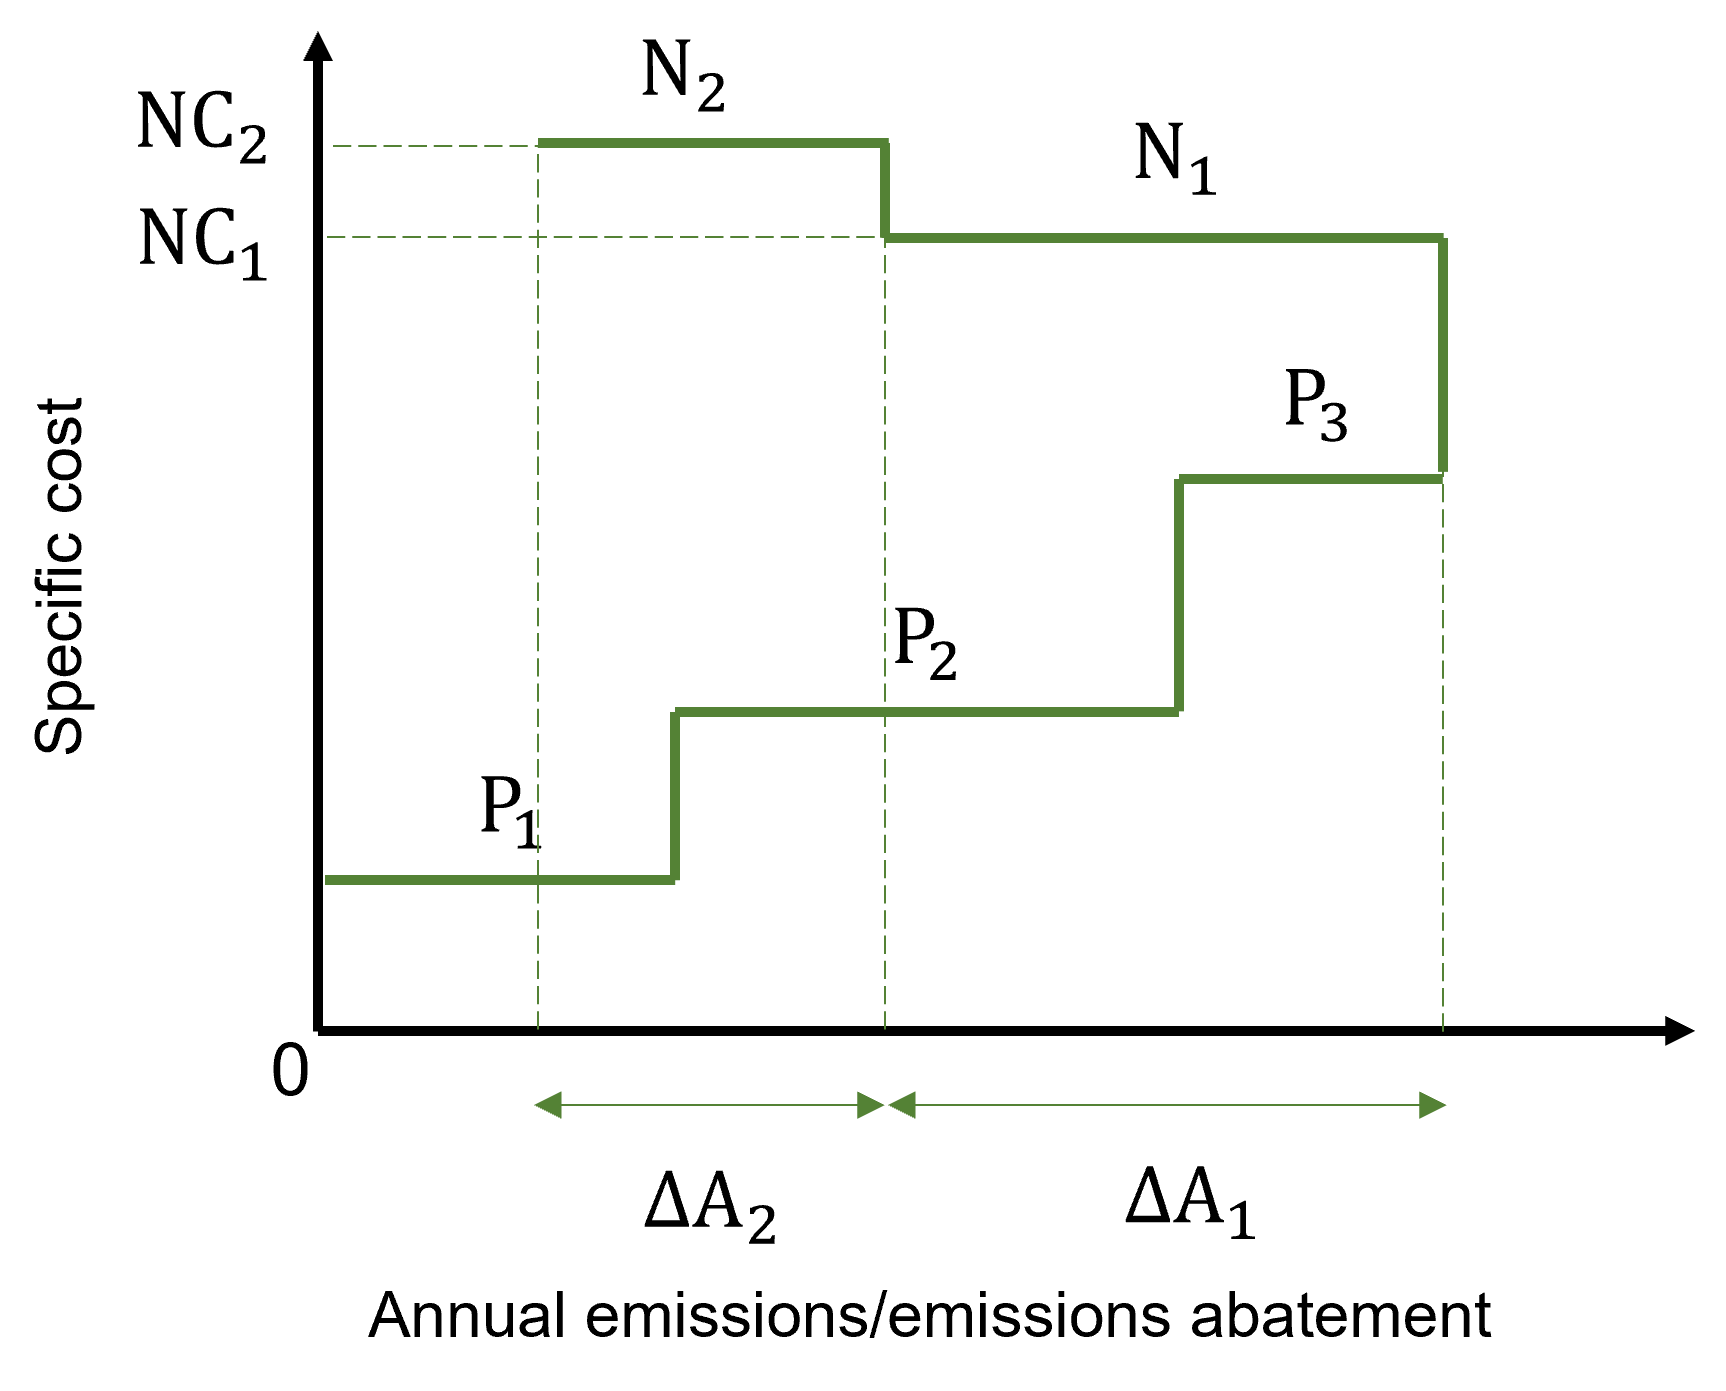 N₂
NC₂
N₁
NC₁
P₃
Specific cost
P₂
P₁
0
ΔA₂
ΔA₁
Annual emissions/emissions abatement